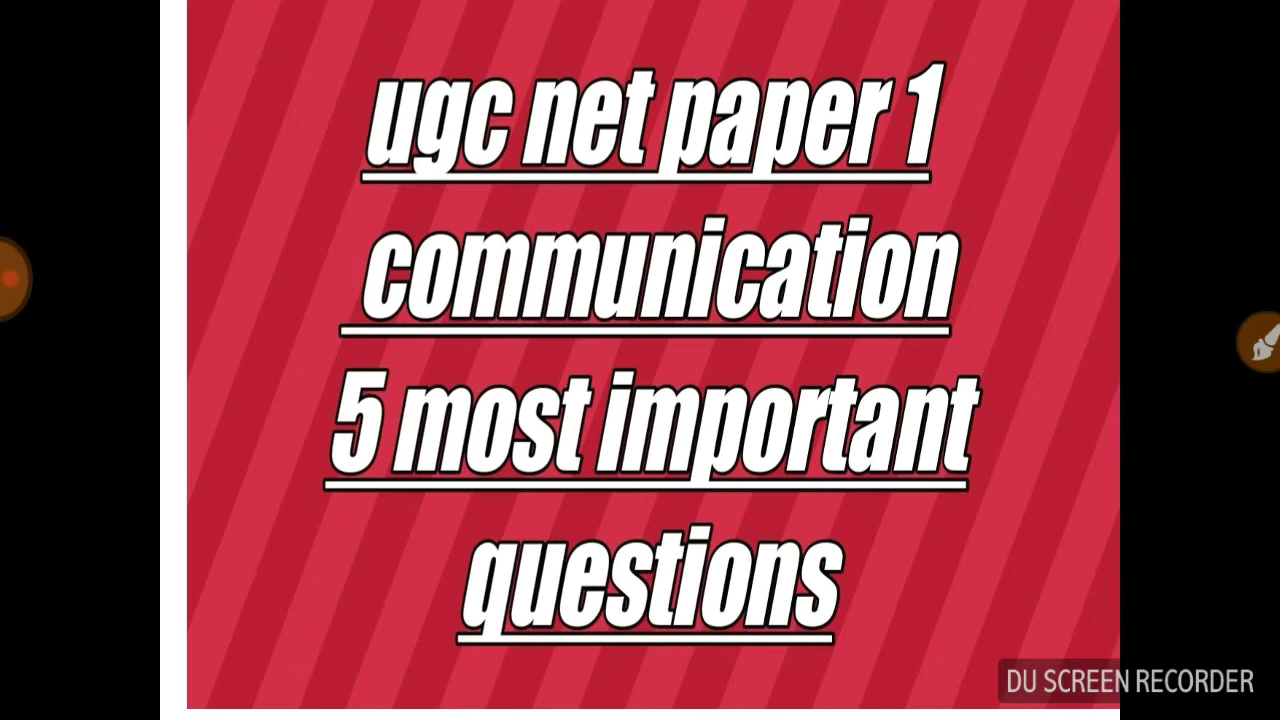 ugc net paper 1
communication
5 most important
questions
DU SCREEN RECORDER